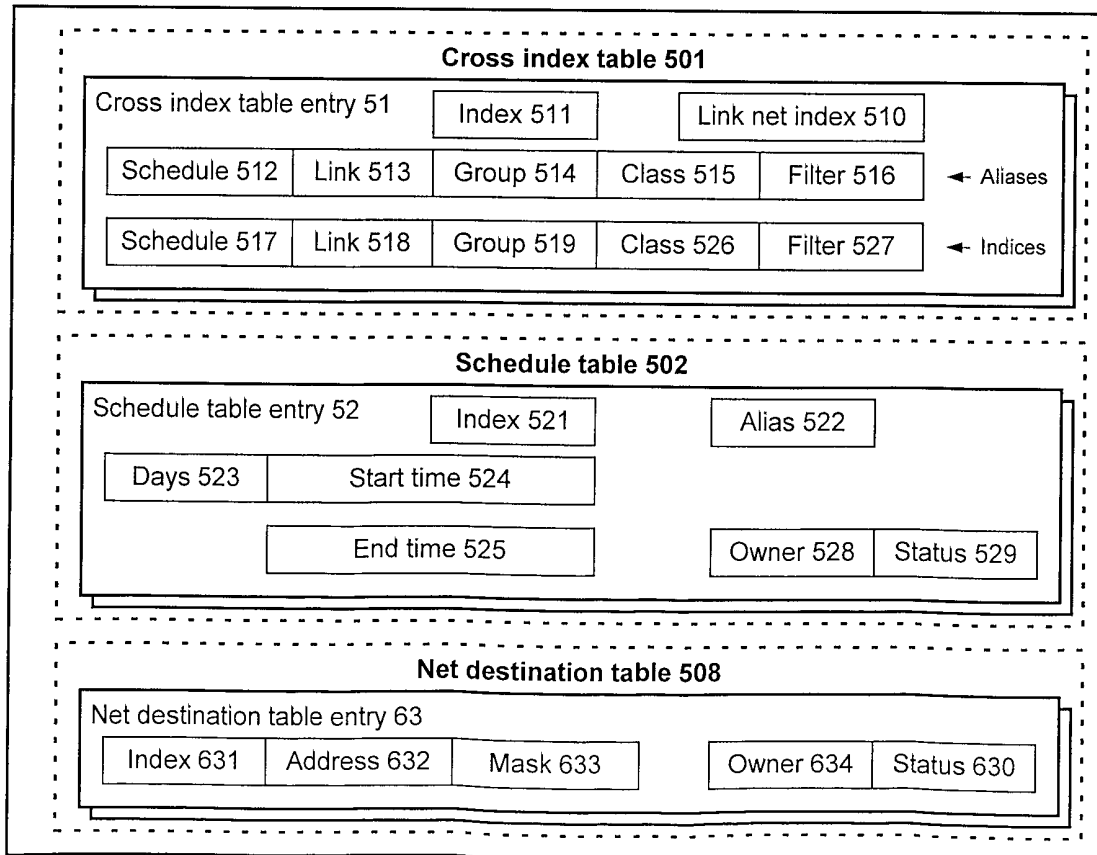 Cross index table 501
Cross index table entry 51
Index 511
Link net index 510
Schedule 512 Link 513 Group 514 Class 515 Filter 516 Aliases
Schedule 517 Link 518 Group 519 Class 526 Filter 527 Indices
Schedule table 502
Schedule table entry 52
Index 521
Alias 522
Days 523 Start time 524
End time 525
Owner 528 Status 529
Net destination table 508
Net destination table entry 63
Index 631 Address 632 Mask 633 Owner 634 Status 630